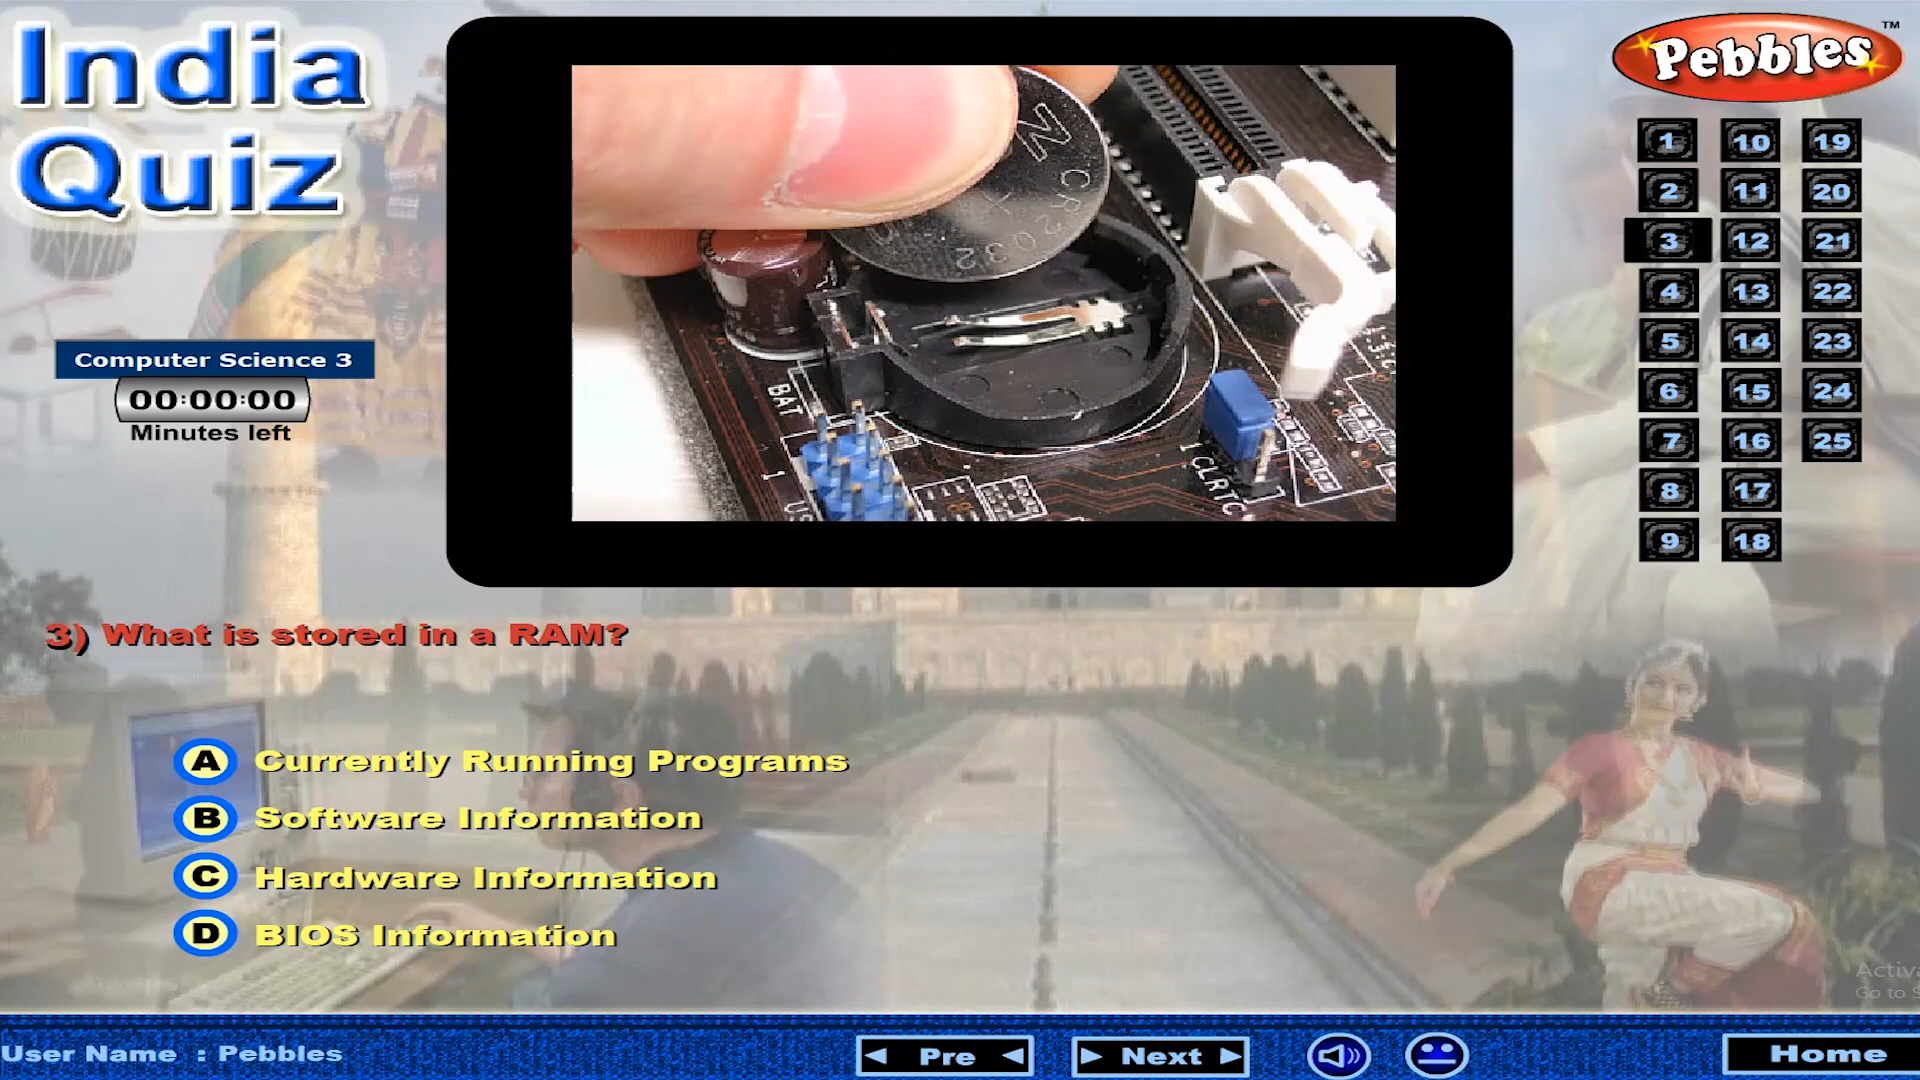 India
Quiz
Pebbles
TM
N
CR2032
BAT
1
1
CLRTC
1 10 19
2 11 20
3 12 21
4 13 22
5 14 23
6 15 24
7 16 25
8 17
9 18
Computer Science 3
00:00:00
Minutes left
3) What is stored in a RAM?
A Currently Running Programs
B Software Information
C Hardware Information
D BIOS Information
User Name : Pebbles
Pre
Next
Home